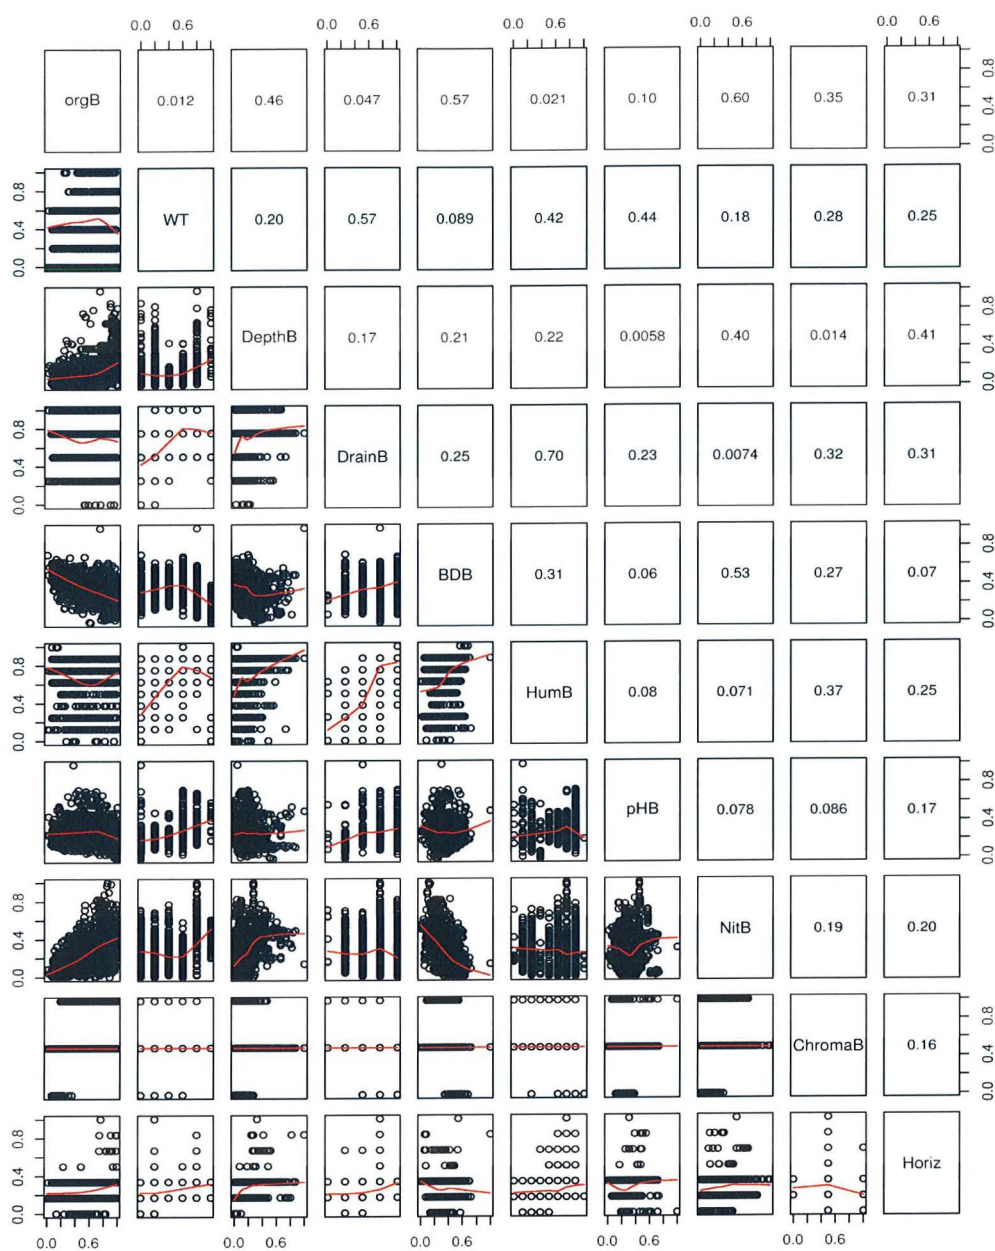 0.0 0.6 0.0 0.6 0.0 0.6 0.0 0.6 0.0 0.6
orgB 0.012 0.46 0.047 0.57 0.021 0.10 0.60 0.35 0.31 0.0 0.4 0.8
0.0 0.4 0.8 WT 0.20 0.57 0.089 0.42 0.44 0.18 0.28 0.25
DepthB 0.17 0.21 0.22 0.0058 0.40 0.014 0.41 0.0 0.4 0.8
0.0 0.4 0.8 DrainB 0.25 0.70 0.23 0.0074 0.32 0.31
BDB 0.31 0.06 0.53 0.27 0.07 0.0 0.4 0.8
0.0 0.4 0.8 HumB 0.08 0.071 0.37 0.25
pHB 0.078 0.086 0.17 0.0 0.4 0.8
0.0 0.4 0.8 NitB 0.19 0.20
ChromaB 0.16 0.0 0.4 0.8
0.0 0.4 0.8 Horiz
0.0 0.6 0.0 0.6 0.0 0.6 0.0 0.6 0.0 0.6